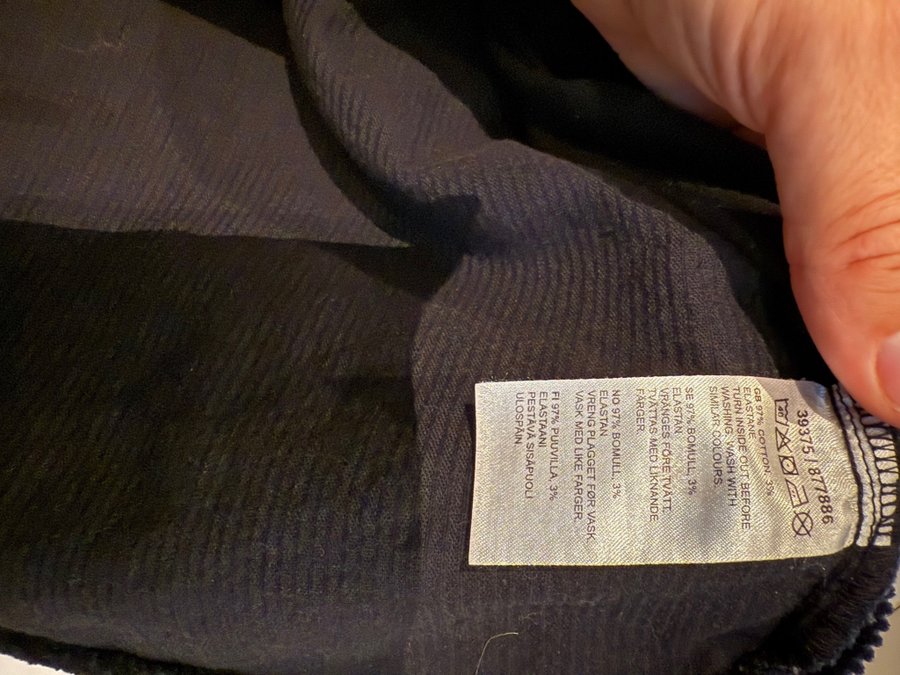 39375 / 877886
40
GB 97% COTTON, 3%
ELASTANE.
TURN INSIDE OUT BEFORE
WASHING. WASH WITH
SIMILAR COLOURS.
SE 97% BOMULL, 3%
ELASTAN
VRÄNGES FÖRE TVÄTT.
TVÄTTAS MED LIKNANDE
FÄRGER.
NO 97% BOMULL, 3%
ELASTAN
VRENG PLAGGET FØR VASK
VASK MED LIKE FARGER.
FI 97% PUUVILLA, 3%
ELASTAANI
PESTÄVÄ SISÄPUOLI
ULOSPÄIN.